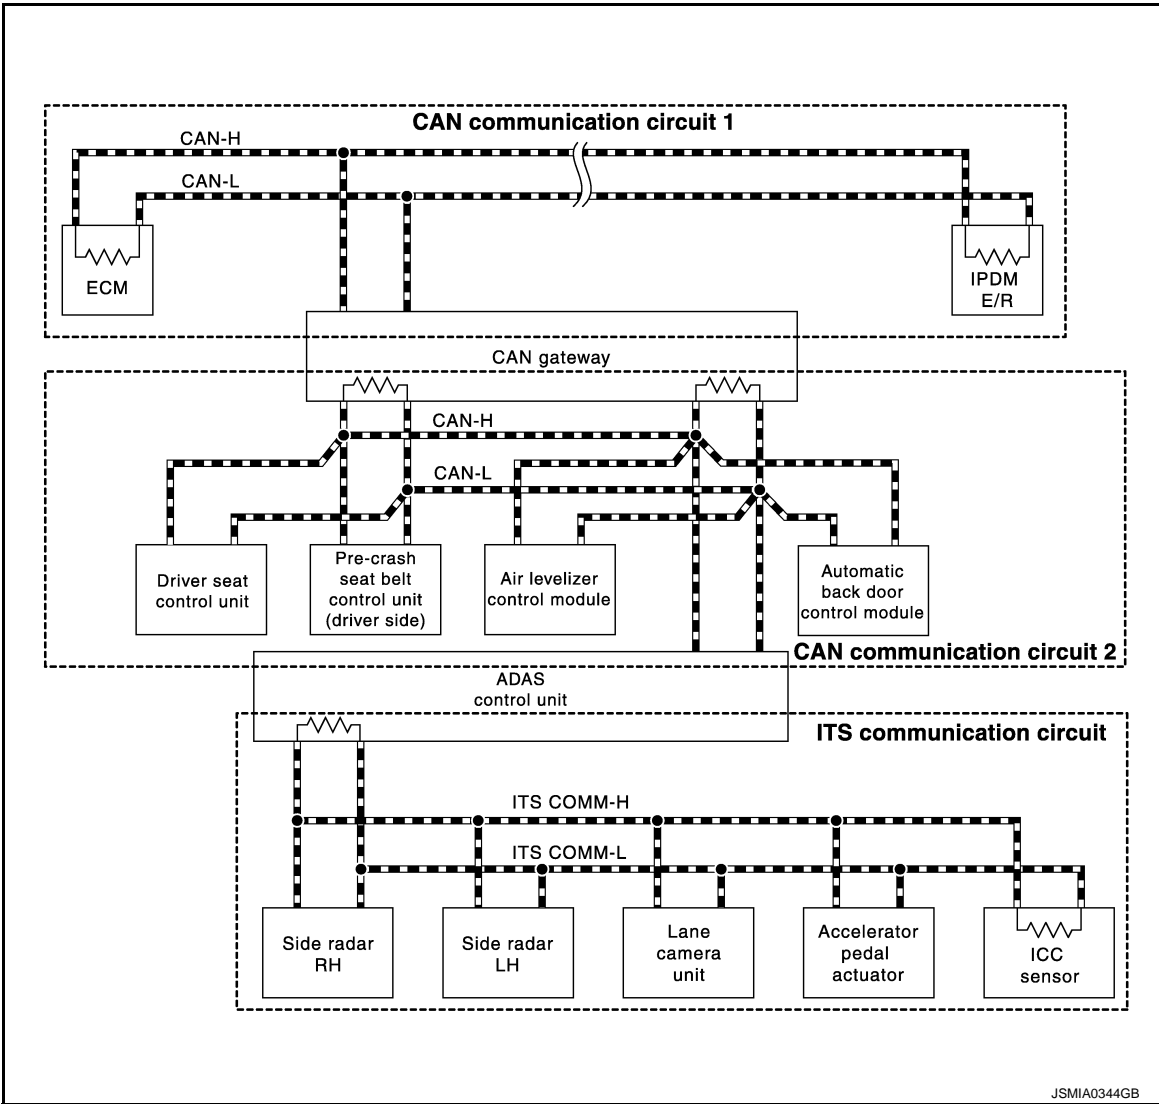 CAN communication circuit 1
CAN-H
CAN-L
ECM
IPDM
E/R
CAN gateway
CAN-H
CAN-L
Driver seat
control unit
Pre-crash
seat belt
control unit
(driver side)
Air levelizer
control module
Automatic
back door
control module
CAN communication circuit 2
ADAS
control unit
ITS communication circuit
ITS COMM-H
ITS COMM-L
Side radar
RH
Side radar
LH
Lane
camera
unit
Accelerator
pedal
actuator
ICC
sensor
JSMIA0344GB